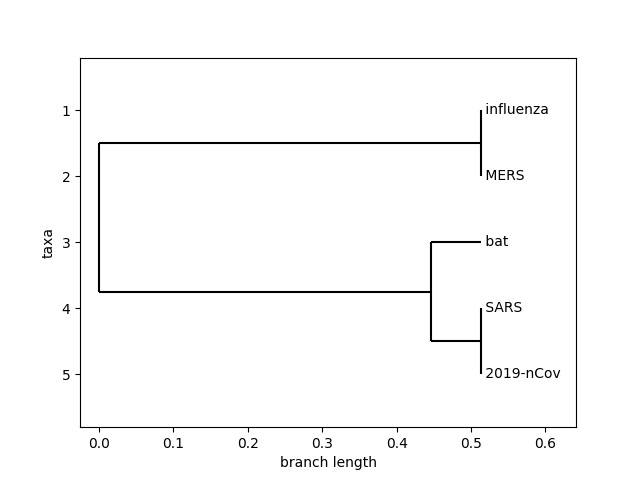 1
influenza
2
MERS
3
bat
taxa
4
SARS
5
2019-nCov
0.0 0.1 0.2 0.3 0.4 0.5 0.6
branch length